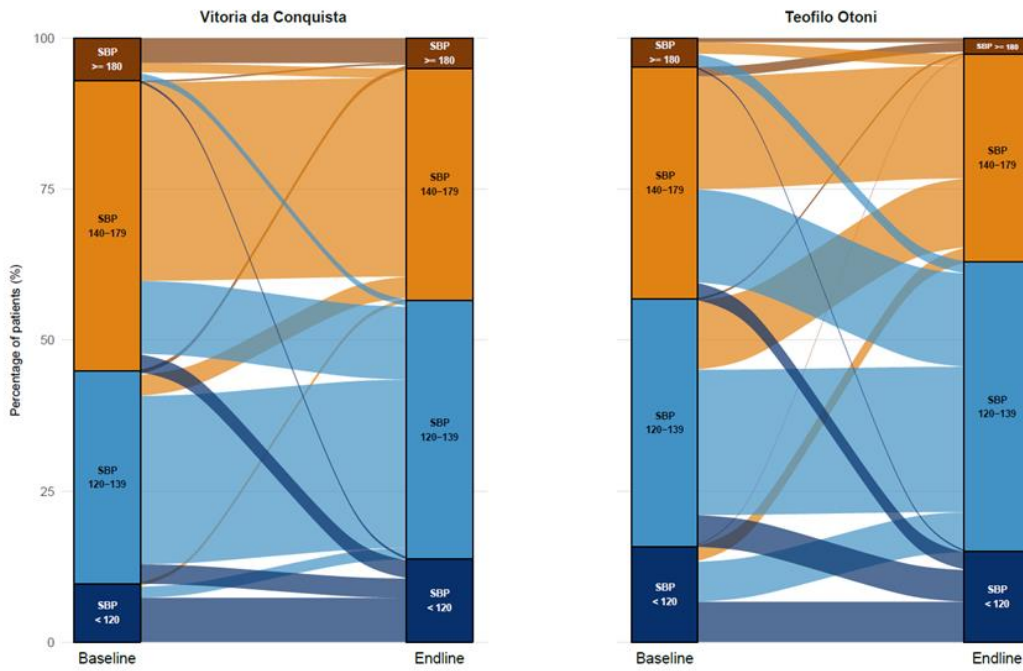 Vitoria da Conquista
Teofilo Otoni
Percentage of patients (%)
100
75
50
25
0
SBP
>= 180
SBP
140–179
SBP
120–139
SBP
< 120
SBP
>= 180
SBP
140–179
SBP
120–139
SBP
< 120
Baseline
Endline
SBP
>= 180
SBP
140–179
SBP
120–139
SBP
< 120
SBP >= 180
SBP
140–179
SBP
120–139
SBP
< 120
Baseline
Endline